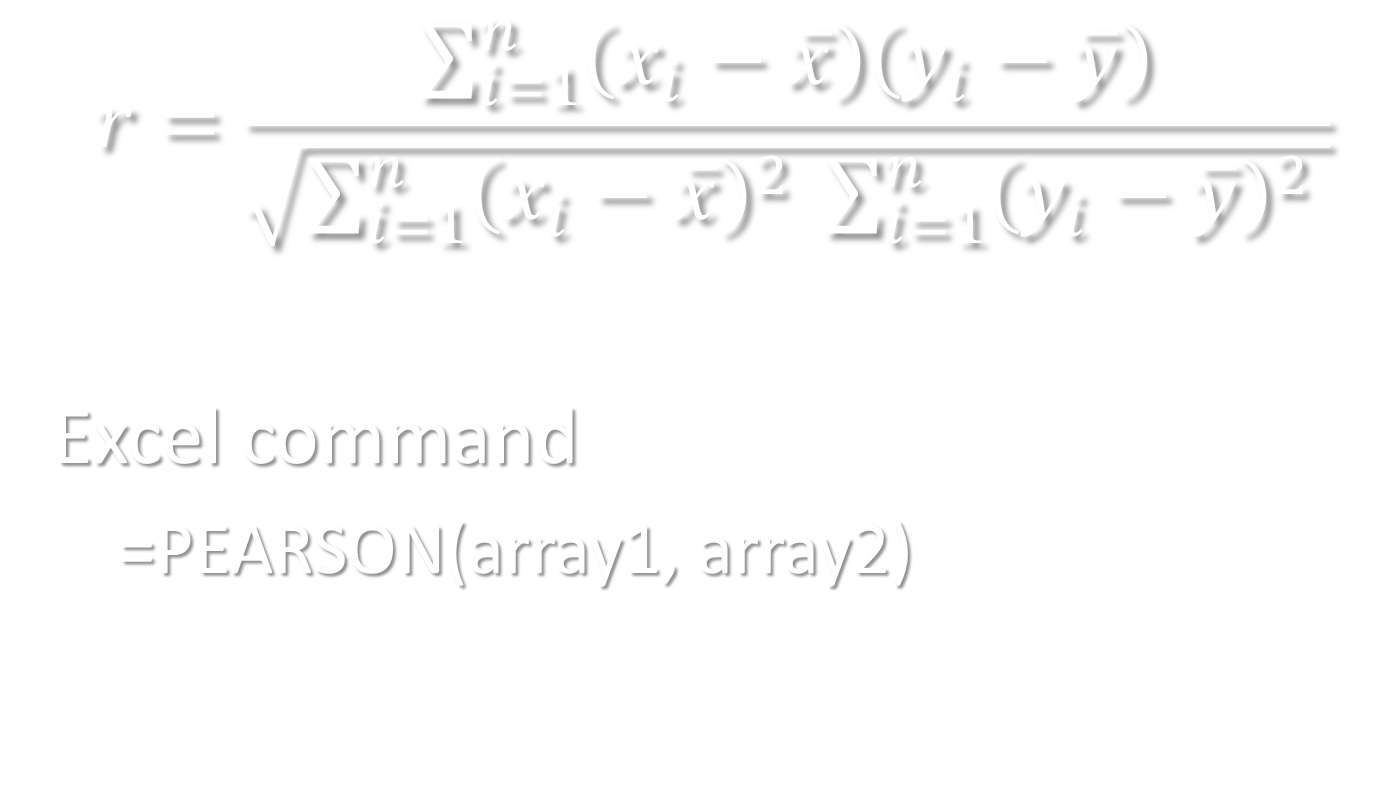 r = \frac{\sum_{i=1}^{n}(x_i - \bar{x})(y_i - \bar{y})}{\sqrt{\sum_{i=1}^{n}(x_i - \bar{x})^2 \sum_{i=1}^{n}(y_i - \bar{y})^2}}
Excel command
=PEARSON(array1, array2)